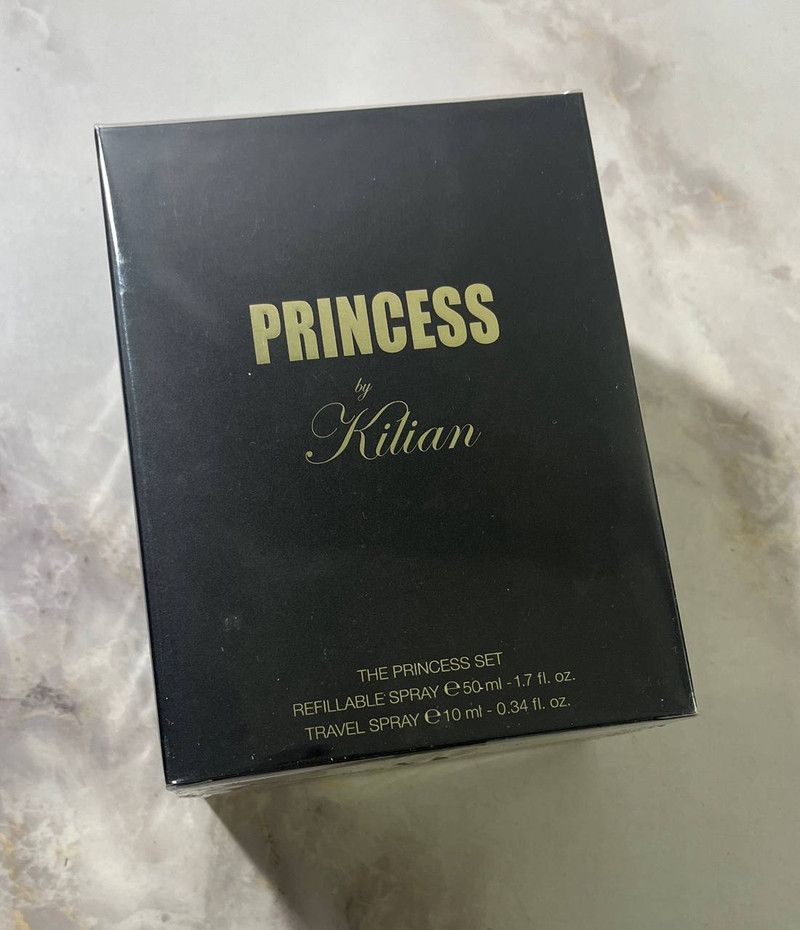 PRINCESS
by
Kilian
THE PRINCESS SET
REFILLABLE SPRAY ℮ 50 ml - 1.7 fl. oz.
TRAVEL SPRAY ℮ 10 ml - 0.34 fl. oz.